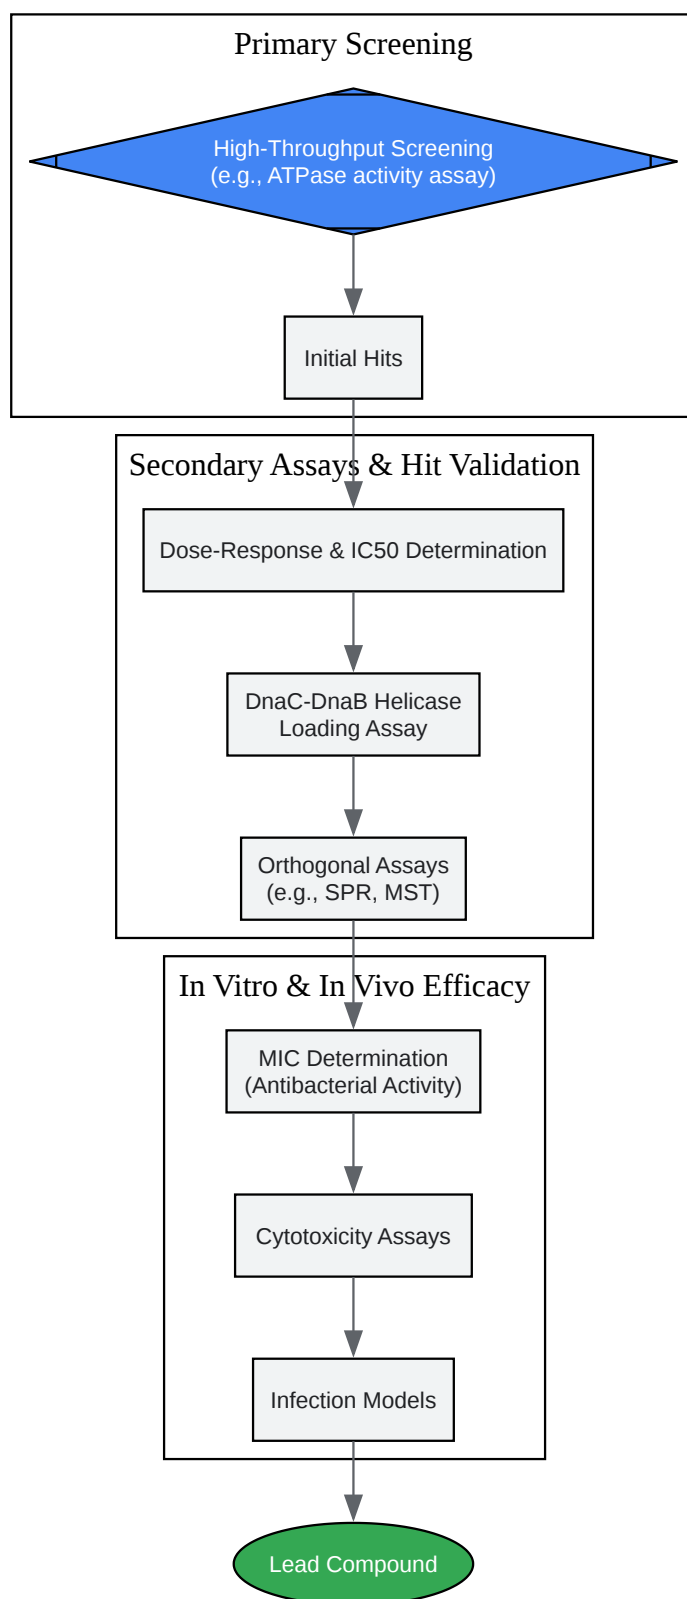 Primary Screening
High-Throughput Screening
(e.g., ATPase activity assay)
Initial Hits
Secondary Assays & Hit Validation
Dose-Response & IC50 Determination
DnaC-DnaB Helicase
Loading Assay
Orthogonal Assays
(e.g., SPR, MST)
In Vitro & In Vivo Efficacy
MIC Determination
(Antibacterial Activity)
Cytotoxicity Assays
Infection Models
Lead Compound